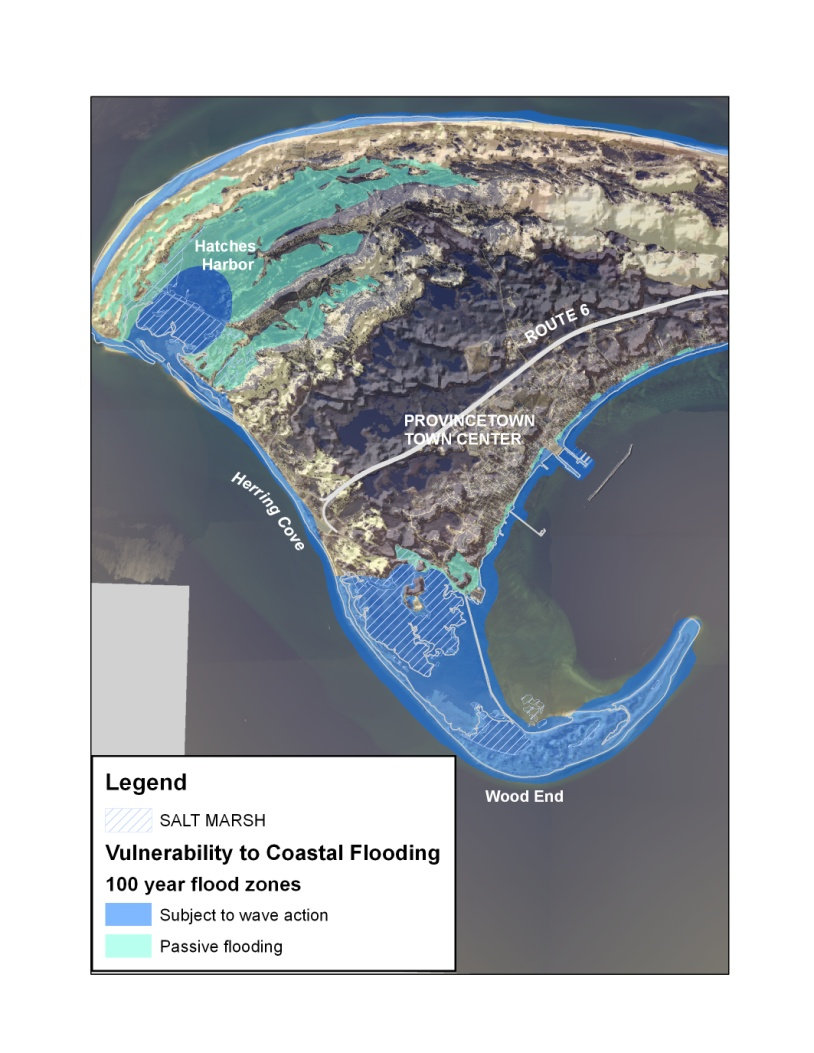 Hatches
Harbor
ROUTE 6
PROVINCETOWN
TOWN CENTER
Herring Cove
Wood End
Legend
SALT MARSH
Vulnerability to Coastal Flooding
100 year flood zones
Subject to wave action
Passive flooding